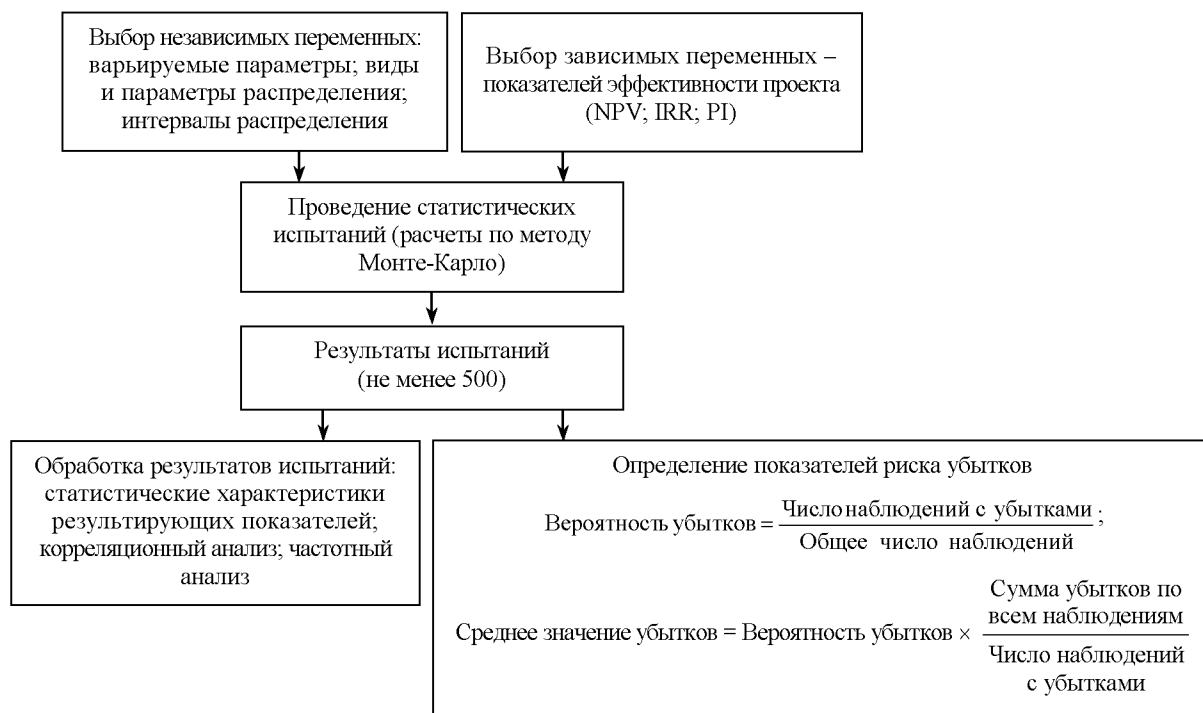 Выбор независимых переменных:
варьируемые параметры; виды
и параметры распределения;
интервалы распределения
Выбор зависимых переменных –
показателей эффективности проекта
(NPV; IRR; PI)
Проведение статистических
испытаний (расчеты по методу
Монте-Карло)
Результаты испытаний
(не менее 500)
Обработка результатов испытаний:
статистические характеристики
результирующих показателей;
корреляционный анализ; частотный
анализ
Определение показателей риска убытков
Вероятность убытков =
Число наблюдений с убытками
Общее число наблюдений
;
Среднее значение убытков = Вероятность убытков ×
Сумма убытков по
всем наблюдениям
Число наблюдений
с убытками